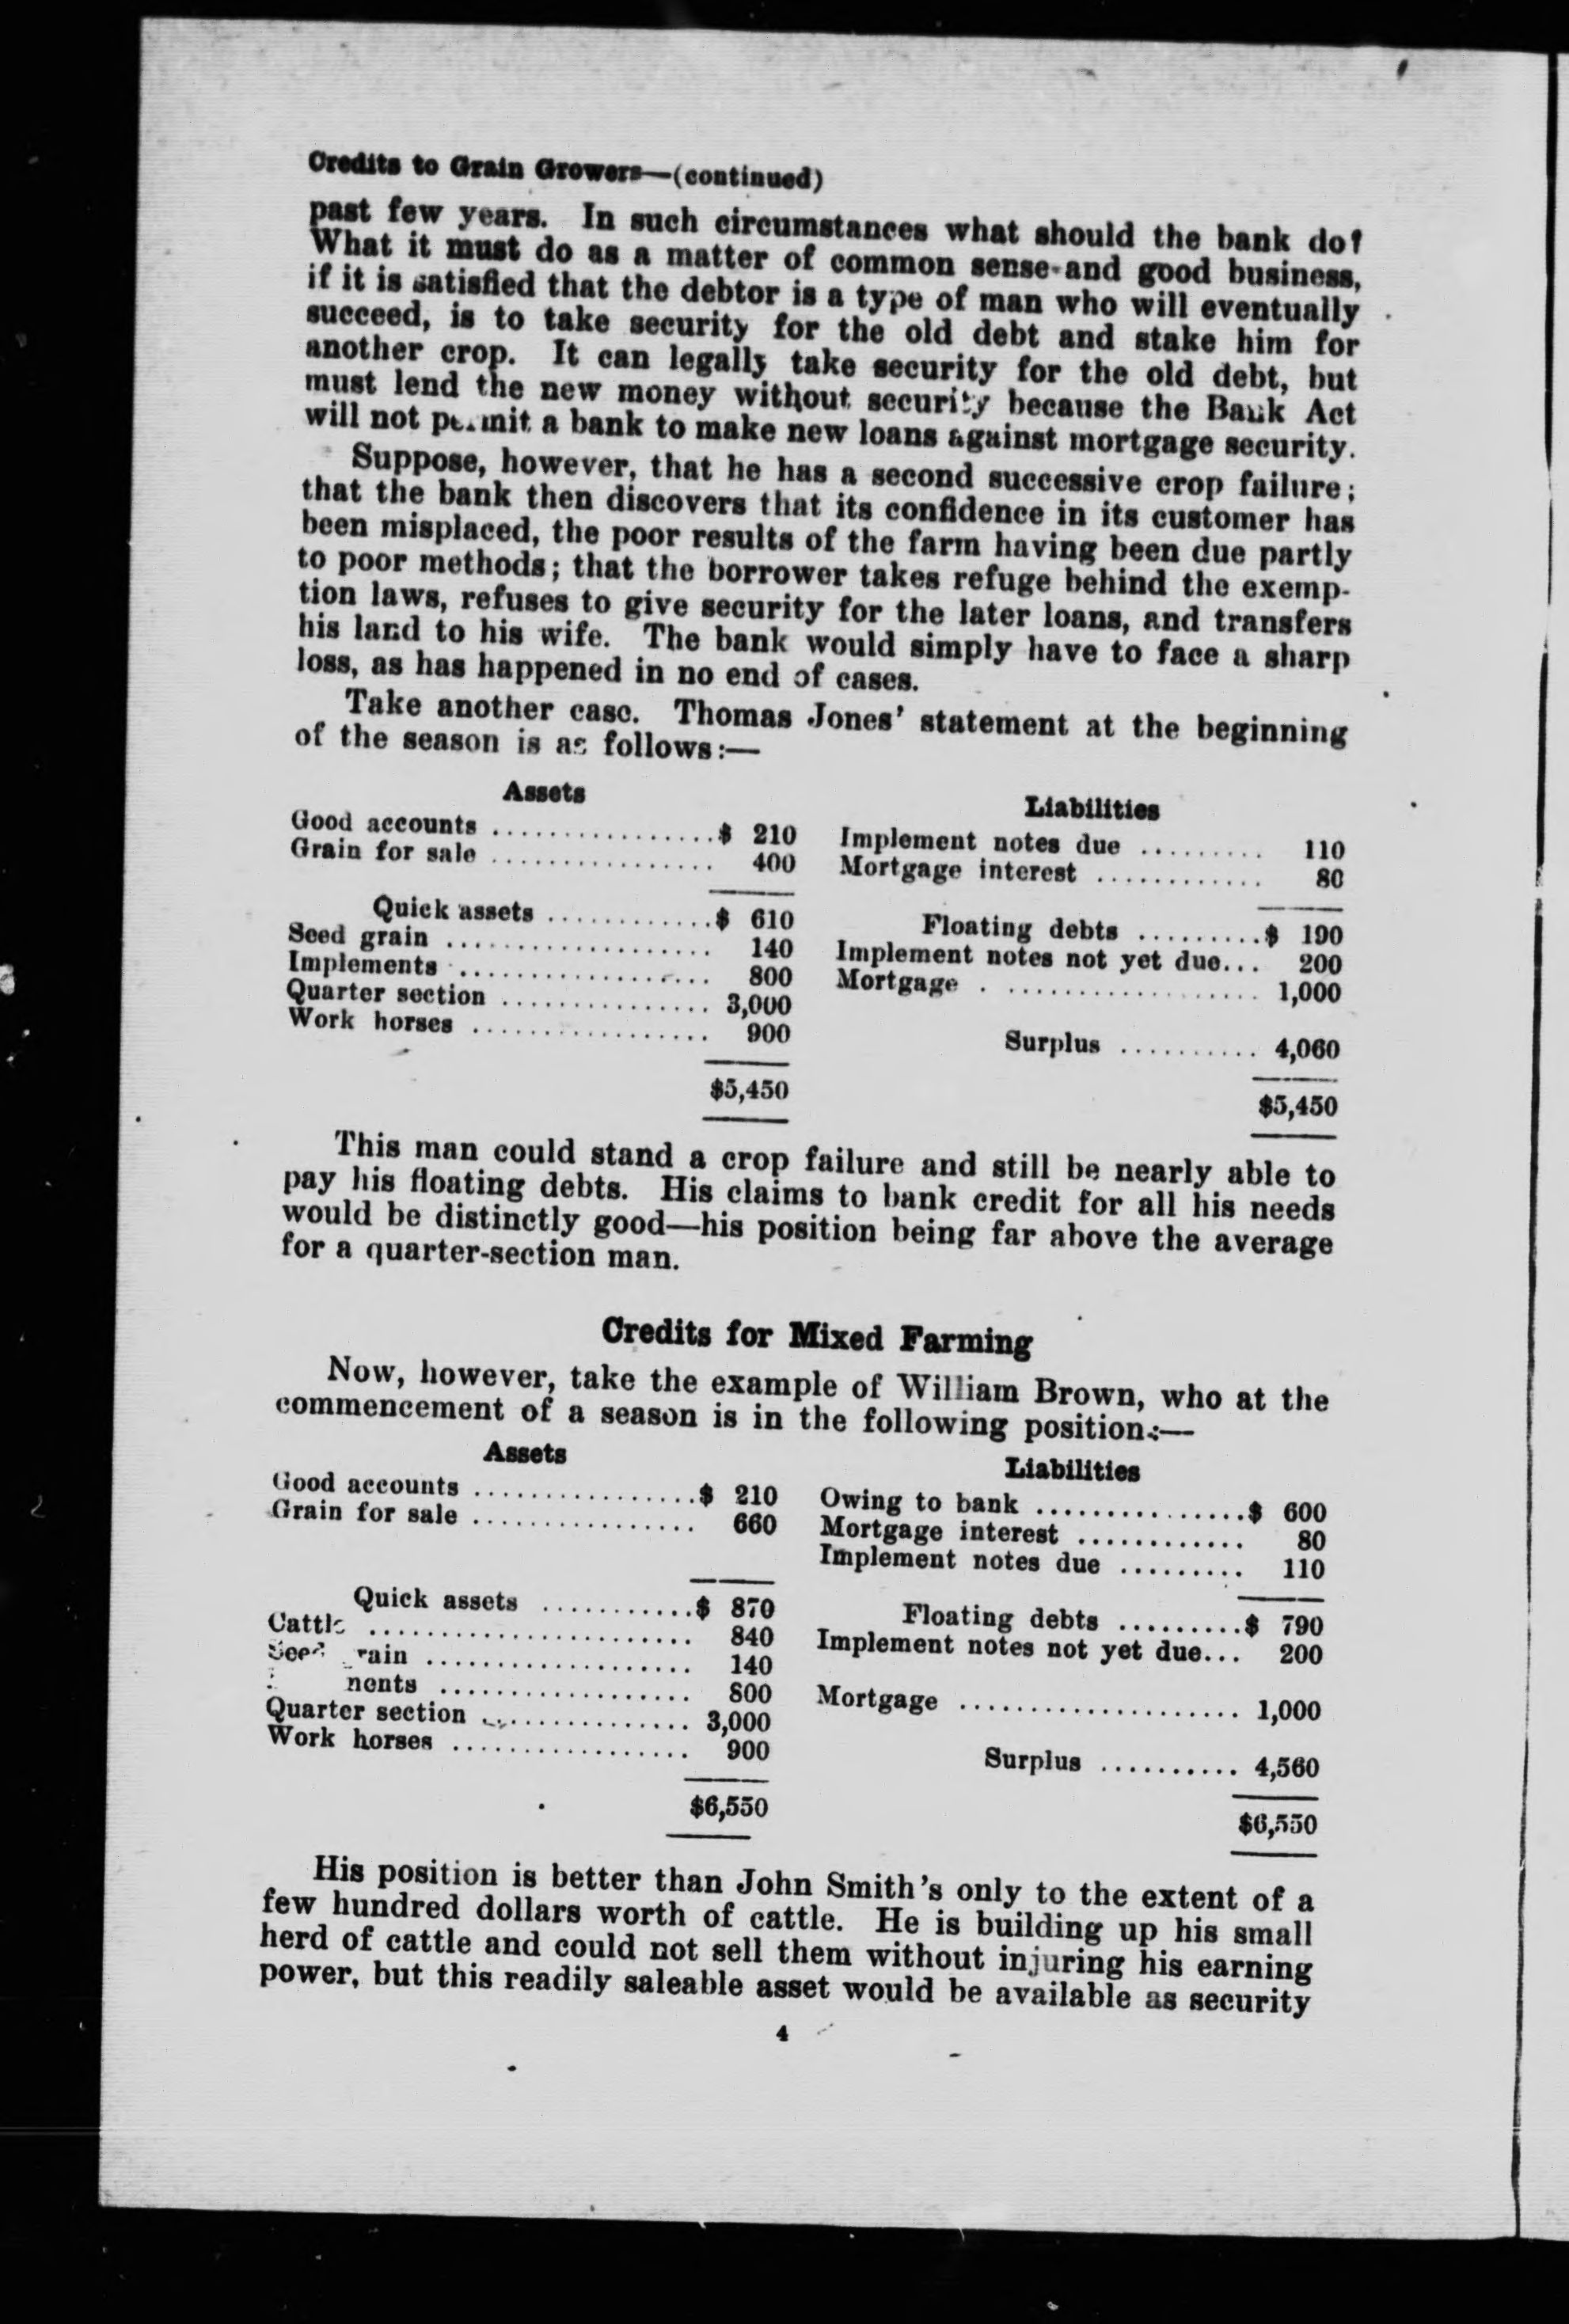 Credits to Grain Growers—(continued)
past few years. In such circumstances what should the bank do?
What it must do as a matter of common sense and good business,
if it is satisfied that the debtor is a type of man who will eventually
succeed, is to take security for the old debt and stake him for
another crop. It can legally take security for the old debt, but
must lend the new money without security because the Bank Act
will not permit a bank to make new loans against mortgage security.
Suppose, however, that he has a second successive crop failure;
that the bank then discovers that its confidence in its customer has
been misplaced, the poor results of the farm having been due partly
to poor methods; that the borrower takes refuge behind the exemp-
tion laws, refuses to give security for the later loans, and transfers
his land to his wife. The bank would simply have to face a sharp
loss, as has happened in no end of cases.
Take another case. Thomas Jones' statement at the beginning
of the season is as follows:—
Assets
Good accounts ................$ 210
Grain for sale ................ 400
Quick assets ............$ 610
Seed grain ................... 140
Implements .................. 800
Quarter section ............... 3,000
Work horses ................. 900
$5,450
Liabilities
Implement notes due ......... 110
Mortgage interest ............ 80
Floating debts .........$ 190
Implement notes not yet due... 200
Mortgage . .................. 1,000
Surplus .......... 4,060
$5,450
This man could stand a crop failure and still be nearly able to
pay his floating debts. His claims to bank credit for all his needs
would be distinctly good—his position being far above the average
for a quarter-section man.
Credits for Mixed Farming
Now, however, take the example of William Brown, who at the
commencement of a season is in the following position:—
Assets
Good accounts ................$ 210
Grain for sale ................ 660
Quick assets ...........$ 870
Cattle ....................... 840
Seed rain ................... 140
nents .................. 800
Quarter section ............... 3,000
Work horses ................. 900
$6,550
Liabilities
Owing to bank ...............$ 600
Mortgage interest ............ 80
Implement notes due ......... 110
Floating debts .........$ 790
Implement notes not yet due... 200
Mortgage .................... 1,000
Surplus .......... 4,560
$6,550
His position is better than John Smith's only to the extent of a
few hundred dollars worth of cattle. He is building up his small
herd of cattle and could not sell them without injuring his earning
power, but this readily saleable asset would be available as security
4